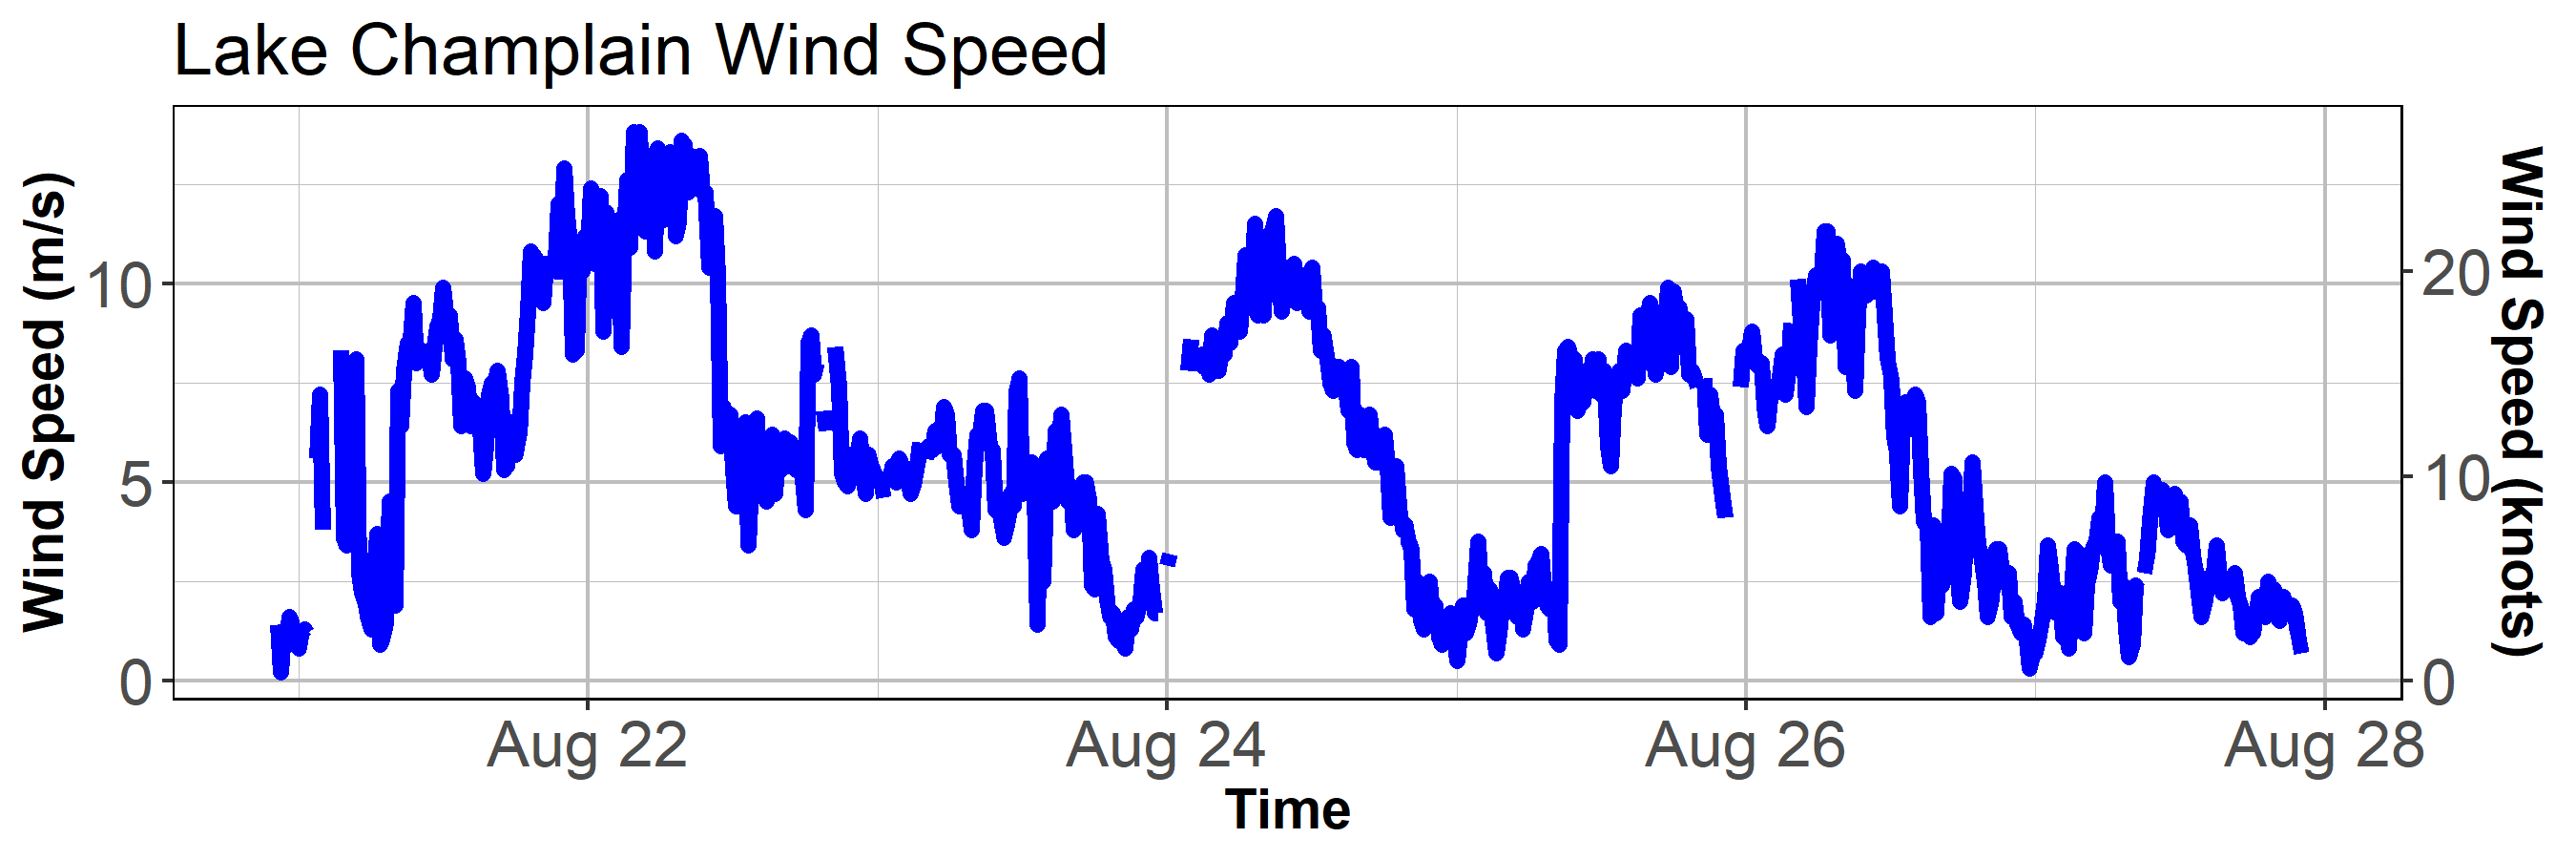 Lake Champlain Wind Speed
Wind Speed (m/s)
10
5
0
20
10
0
Wind Speed (knots)
Aug 22
Aug 24
Aug 26
Aug 28
Time